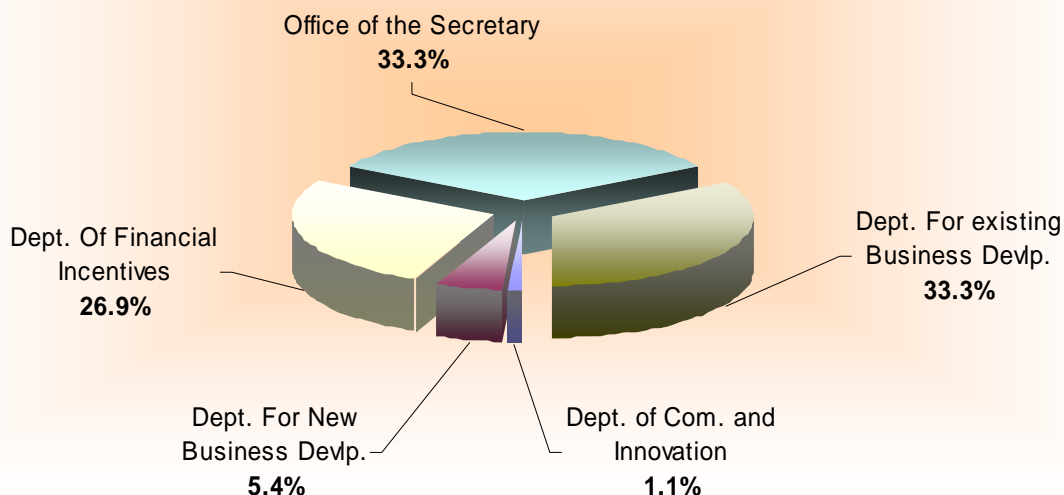 Office of the Secretary
33.3%
Dept. For existing
Business Devlp.
33.3%
Dept. Of Financial
Incentives
26.9%
Dept. For New
Business Devlp.
5.4%
Dept. of Com. and
Innovation
1.1%